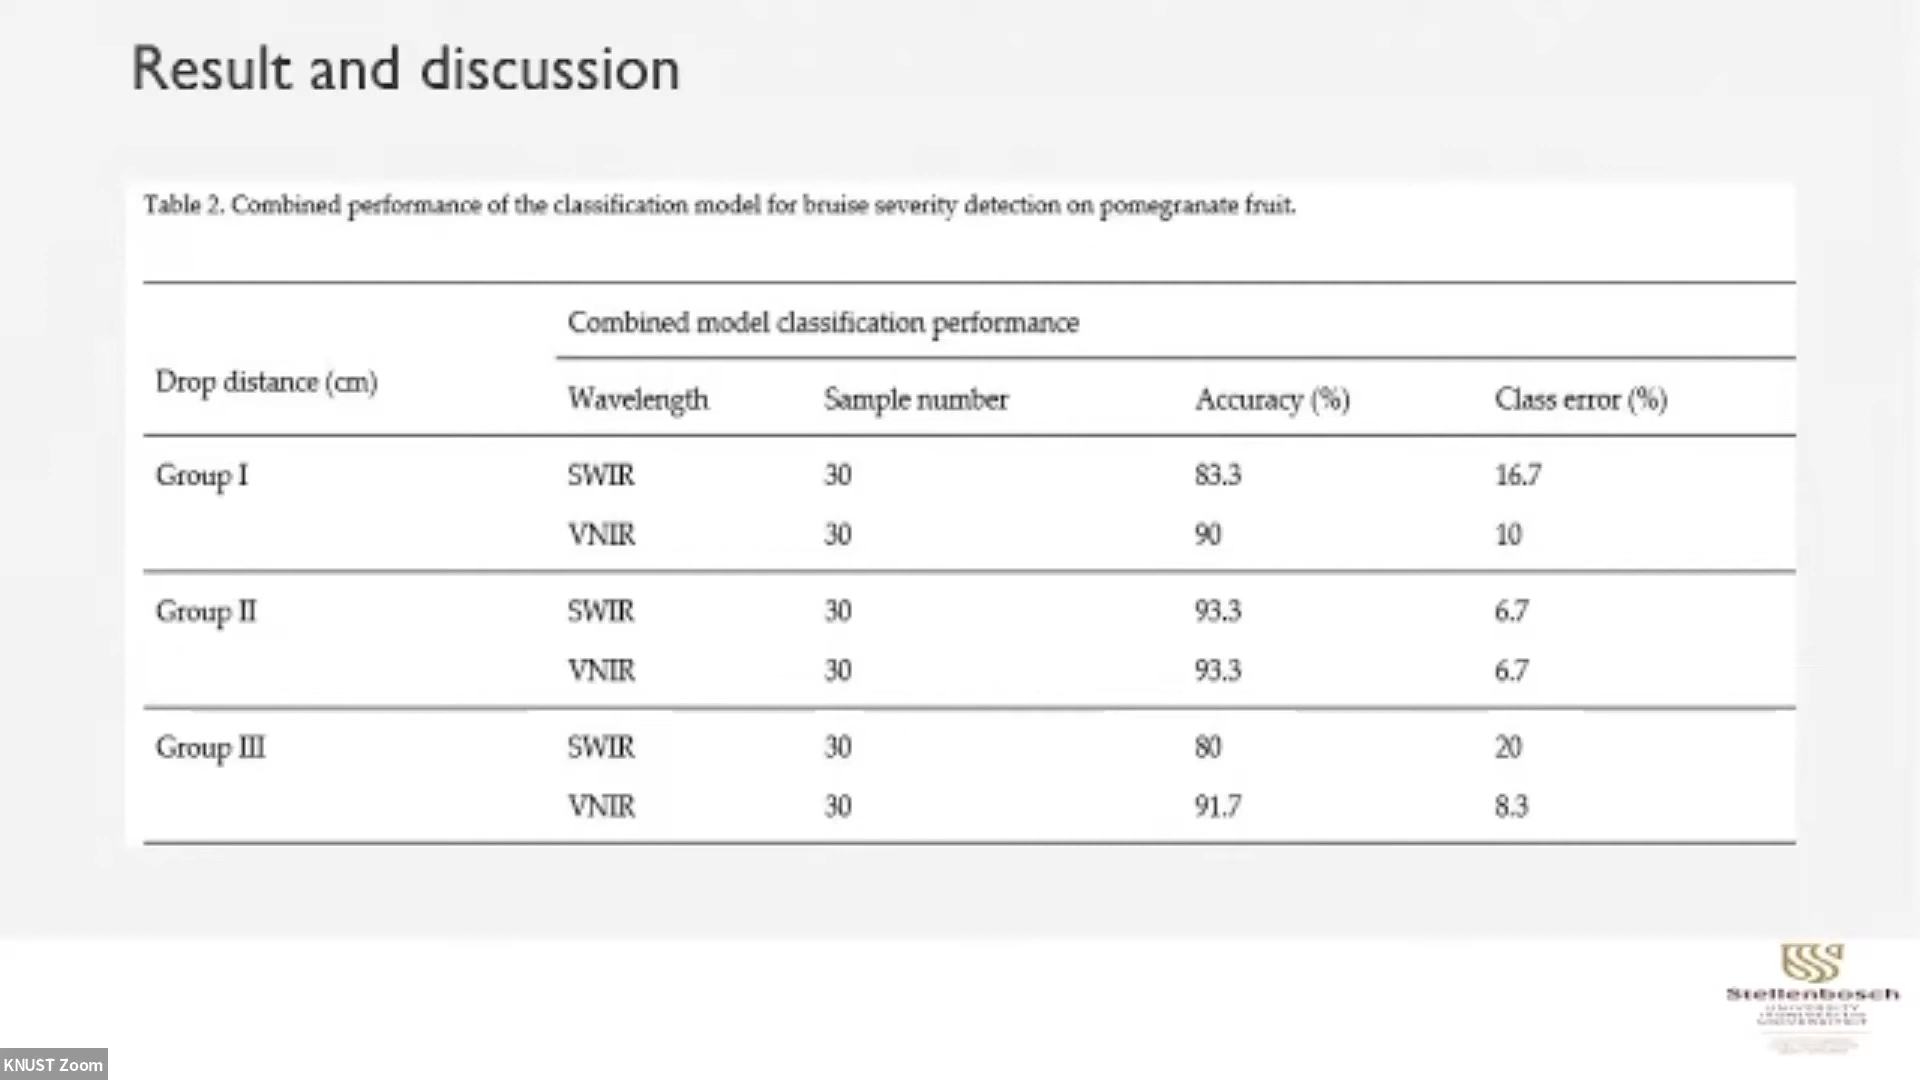 Result and discussion
Table 2. Combined performance of the classification model for bruise severity detection on pomegranate fruit.
Combined model classification performance
Drop distance (cm)
Wavelength Sample number Accuracy (%) Class error (%)
Group I SWIR 30 83.3 16.7
VNIR 30 90 10
Group II SWIR 30 93.3 6.7
VNIR 30 93.3 6.7
Group III SWIR 30 80 20
VNIR 30 91.7 8.3
Stellenbosch
UNIVERSITY
KNUST Zoom